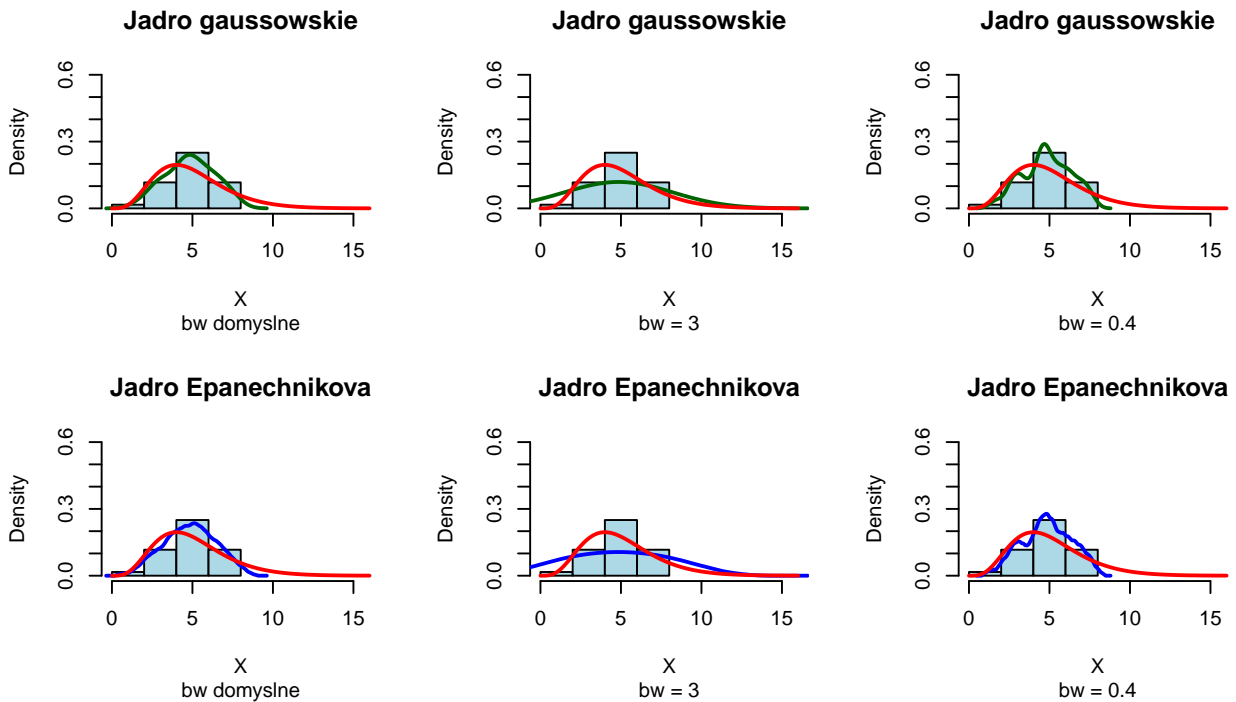 Jadro gaussowskie
Density
0.0 0.3 0.6
0 5 10 15
X
bw domyslne
Jadro gaussowskie
Density
0.0 0.3 0.6
0 5 10 15
X
bw = 3
Jadro gaussowskie
Density
0.0 0.3 0.6
0 5 10 15
X
bw = 0.4
Jadro Epanechnikova
Density
0.0 0.3 0.6
0 5 10 15
X
bw domyslne
Jadro Epanechnikova
Density
0.0 0.3 0.6
0 5 10 15
X
bw = 3
Jadro Epanechnikova
Density
0.0 0.3 0.6
0 5 10 15
X
bw = 0.4